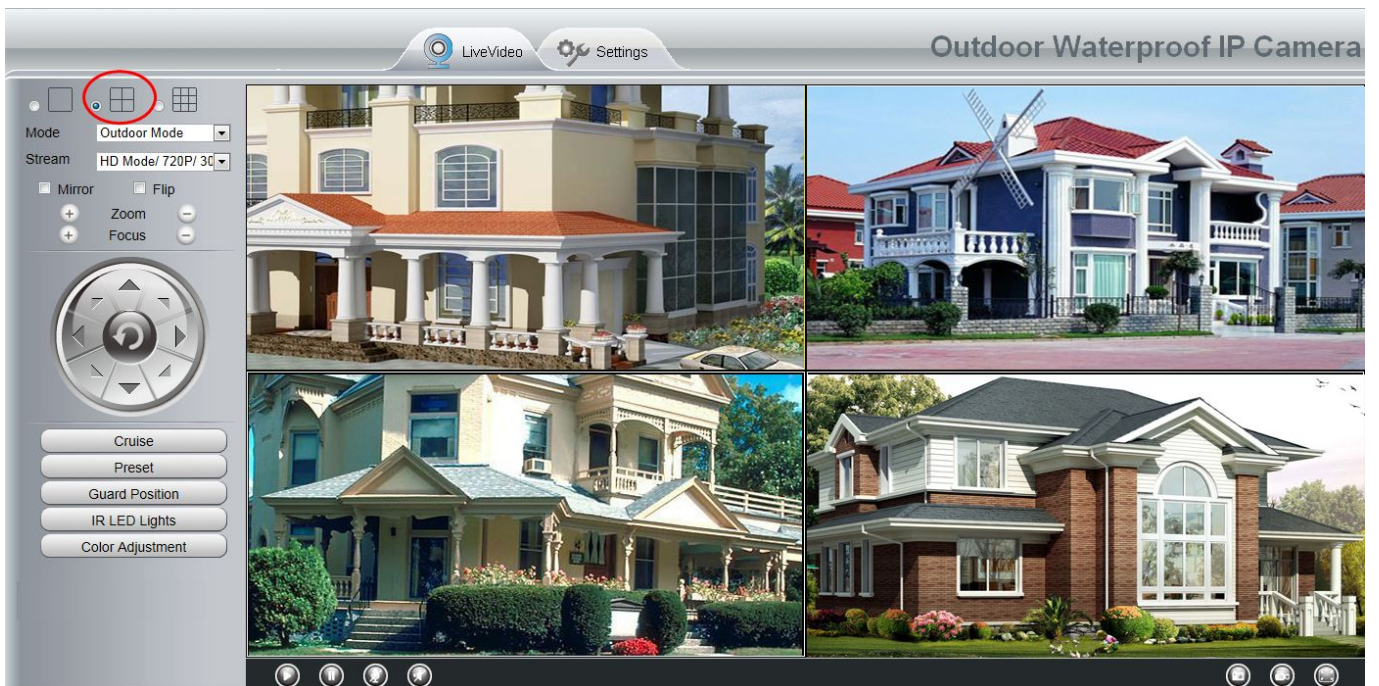 LiveVideo
Settings
Outdoor Waterproof IP Camera
Mode Outdoor Mode
Stream HD Mode/ 720P/ 30
Mirror Flip
+ Zoom -
+ Focus -
Cruise
Preset
Guard Position
IR LED Lights
Color Adjustment